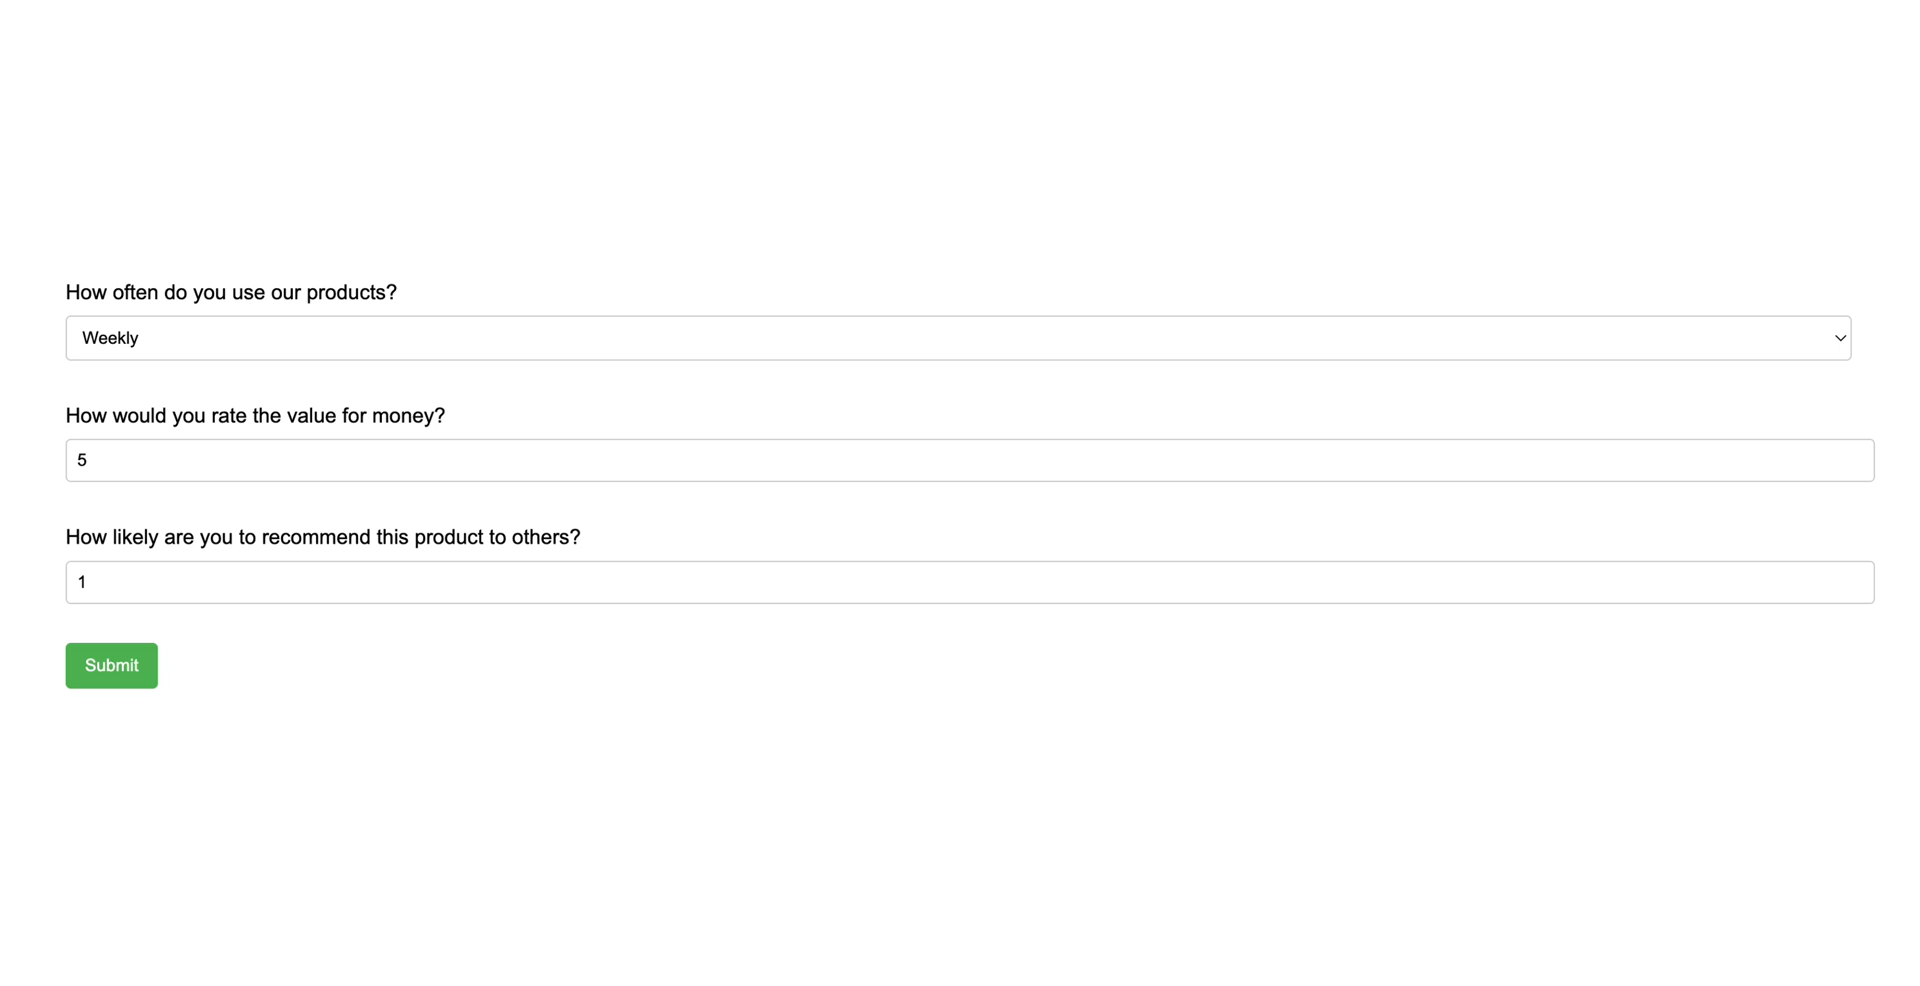 How often do you use our products?
Weekly
How would you rate the value for money?
5
How likely are you to recommend this product to others?
1
Submit